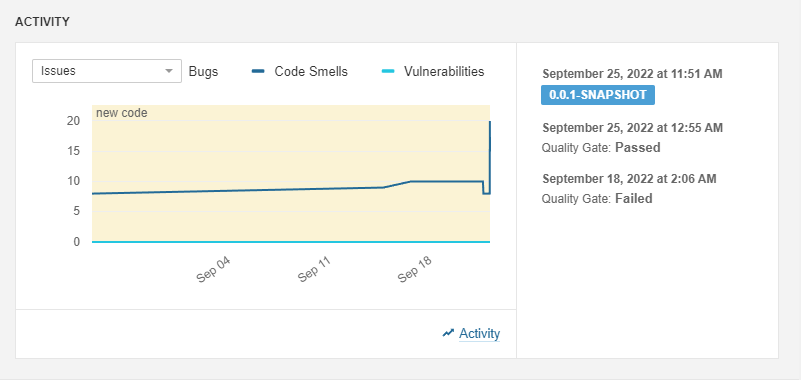 ACTIVITY
Issues
Bugs
Code Smells
Vulnerabilities
new code
20
15
10
5
0
Sep 04
Sep 11
Sep 18
Activity
September 25, 2022 at 11:51 AM
0.0.1-SNAPSHOT
September 25, 2022 at 12:55 AM
Quality Gate: Passed
September 18, 2022 at 2:06 AM
Quality Gate: Failed